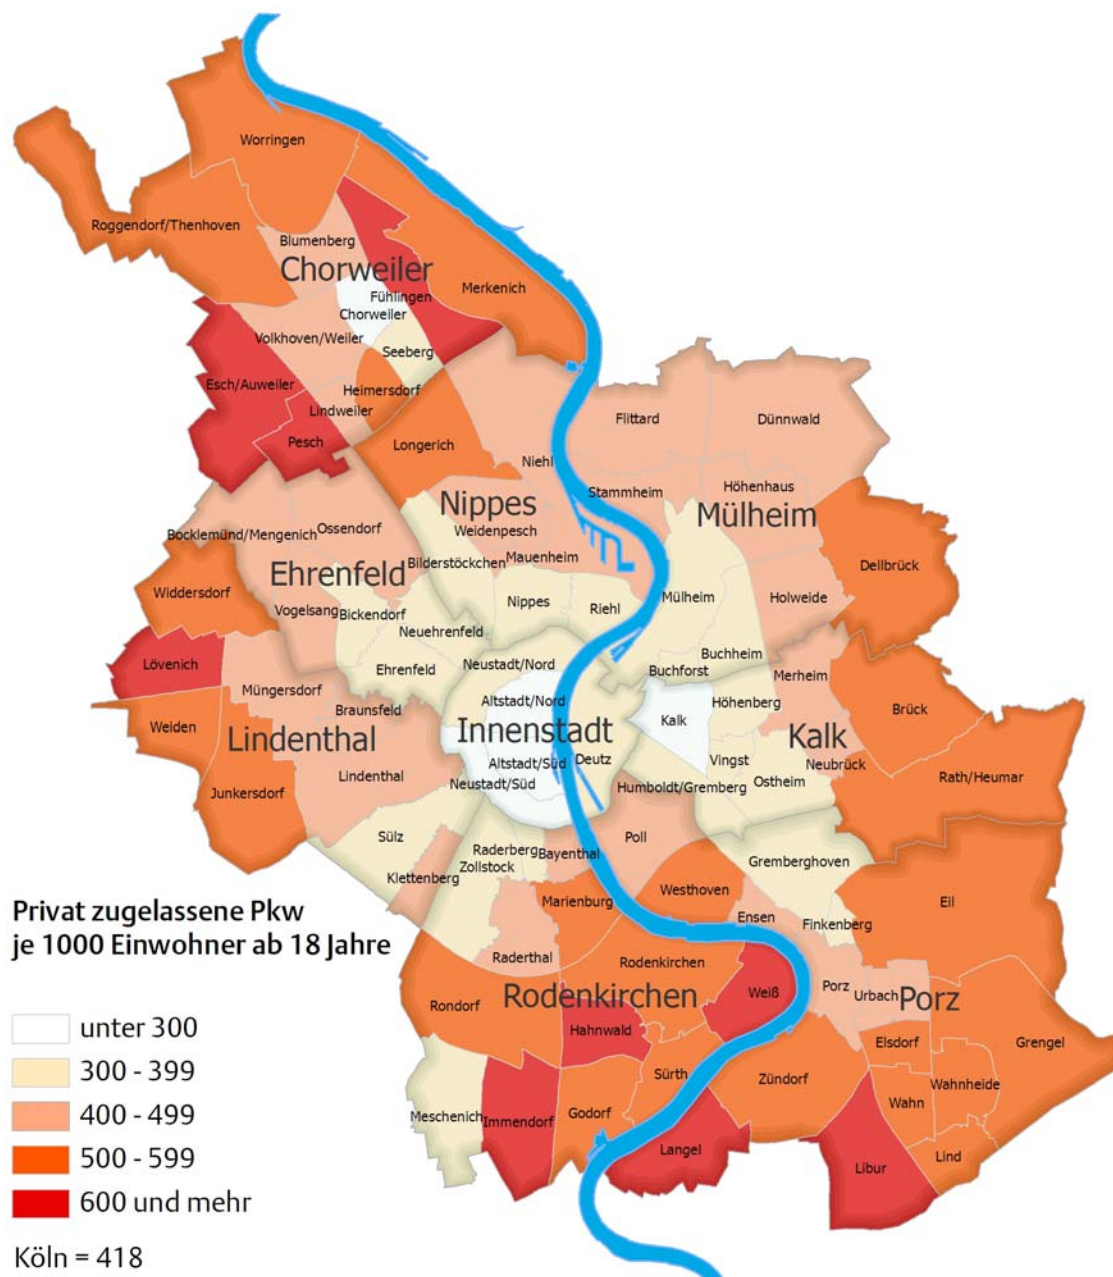 Worringen
Roggendorf/Thenhoven
Blumenberg
Chorweiler
Fühlingen
Merkenich
Chorweiler
Volkhoven/Weiler
Seeberg
Esch/Auweiler
Heimersdorf
Lindweiler
Pesch
Longerich
Flittard
Dünnwald
Niehl
Höhenhaus
Stammheim
Nippes
Mülheim
Weidenpesch
Ossendorf
Bocklemünd/Mengenich
Mauenheim
Bilderstöckchen
Dellbrück
Ehrenfeld
Widdersdorf
Nippes
Riehl
Mülheim
Holweide
Vogelsang
Bickendorf
Neuehrenfeld
Buchheim
Lövenich
Ehrenfeld
Neustadt/Nord
Buchforst
Merheim
Müngersdorf
Altstadt/Nord
Höhenberg
Braunsfeld
Kalk
Brück
Weiden
Lindenthal
Innenstadt
Kalk
Altstadt/Süd
Deutz
Vingst
Neubrück
Lindenthal
Neustadt/Süd
Ostheim
Rath/Heumar
Junkersdorf
Humboldt/Gremberg
Sülz
Poll
Raderberg
Bayenthal
Zollstock
Gremberghoven
Klettenberg
Westhoven
Marienburg
Eil
Ensen
Finkenberg
Raderthal
Rodenkirchen
Porz
Urbach
Porz
Weiß
Rondorf
Rodenkirchen
Hahnwald
Elsdorf
Grengel
Sürth
Zündorf
Wahnheide
Wahn
Meschenich
Immendorf
Godorf
Langel
Libur
Lind
Privat zugelassene Pkw
je 1000 Einwohner ab 18 Jahre
unter 300
300 - 399
400 - 499
500 - 599
600 und mehr
Köln = 418